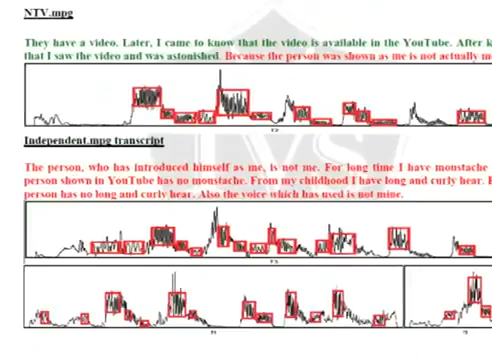 NTV.mpg
They have a video. Later, I came to know that the video is available in the YouTube. After
that I saw the video and was astonished. Because the person was shown as me is not actually
Independent.mpg transcript
The person, who has introduced himself as me, is not me. For long time I have moustache
person shown in YouTube has no moustache. From my childhood I have long and curly hear.
person has no long and curly hear. Also the voice which has used is not mine.